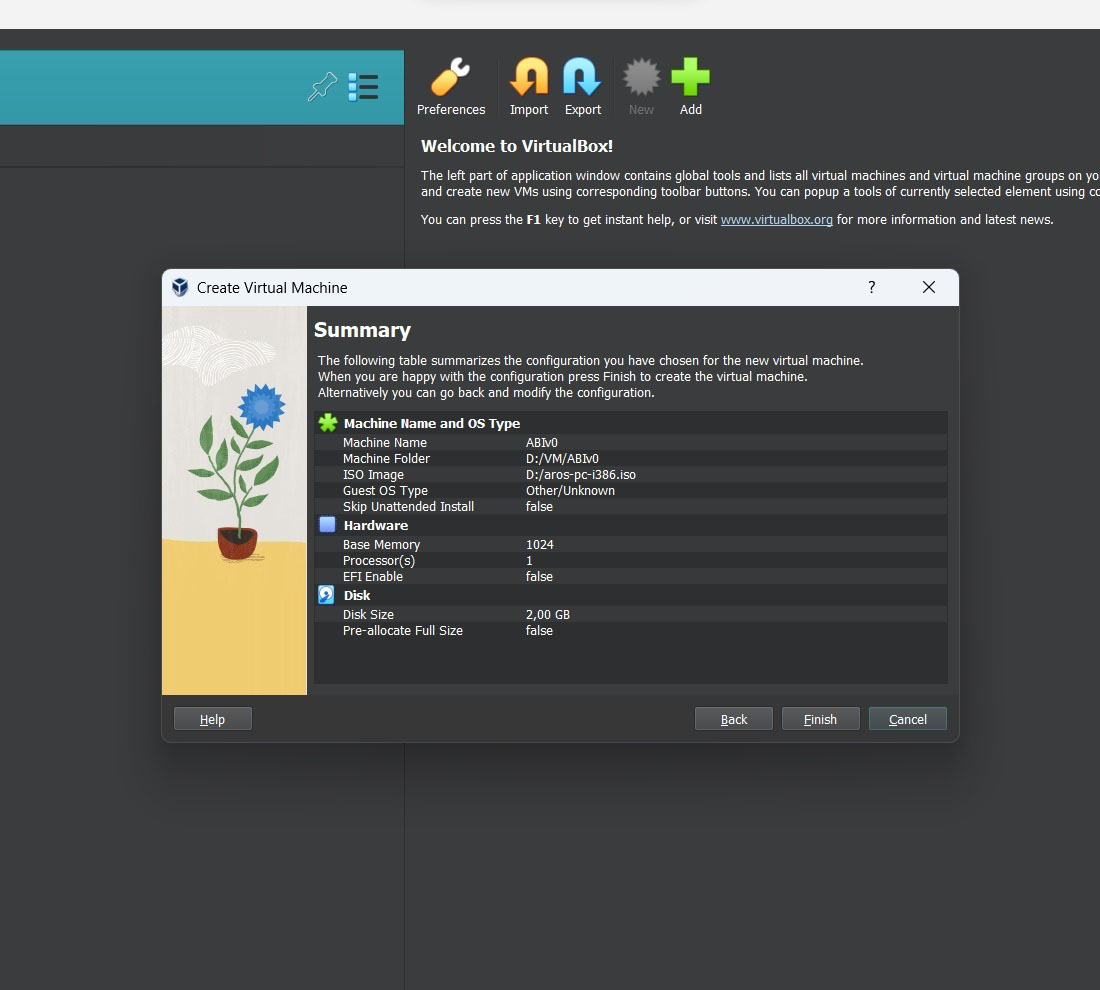 Preferences
Import
Export
New
Add
Welcome to VirtualBox!
The left part of application window contains global tools and lists all virtual machines and virtual machine groups on yo
and create new VMs using corresponding toolbar buttons. You can popup a tools of currently selected element using co
You can press the F1 key to get instant help, or visit www.virtualbox.org for more information and latest news.
Create Virtual Machine
?
Summary
The following table summarizes the configuration you have chosen for the new virtual machine.
When you are happy with the configuration press Finish to create the virtual machine.
Alternatively you can go back and modify the configuration.
Machine Name and OS Type
Machine Name ABIv0
Machine Folder D:/VM/ABIv0
ISO Image D:/aros-pc-i386.iso
Guest OS Type Other/Unknown
Skip Unattended Install false
Hardware
Base Memory 1024
Processor(s) 1
EFI Enable false
Disk
Disk Size 2,00 GB
Pre-allocate Full Size false
Help
Back
Finish
Cancel